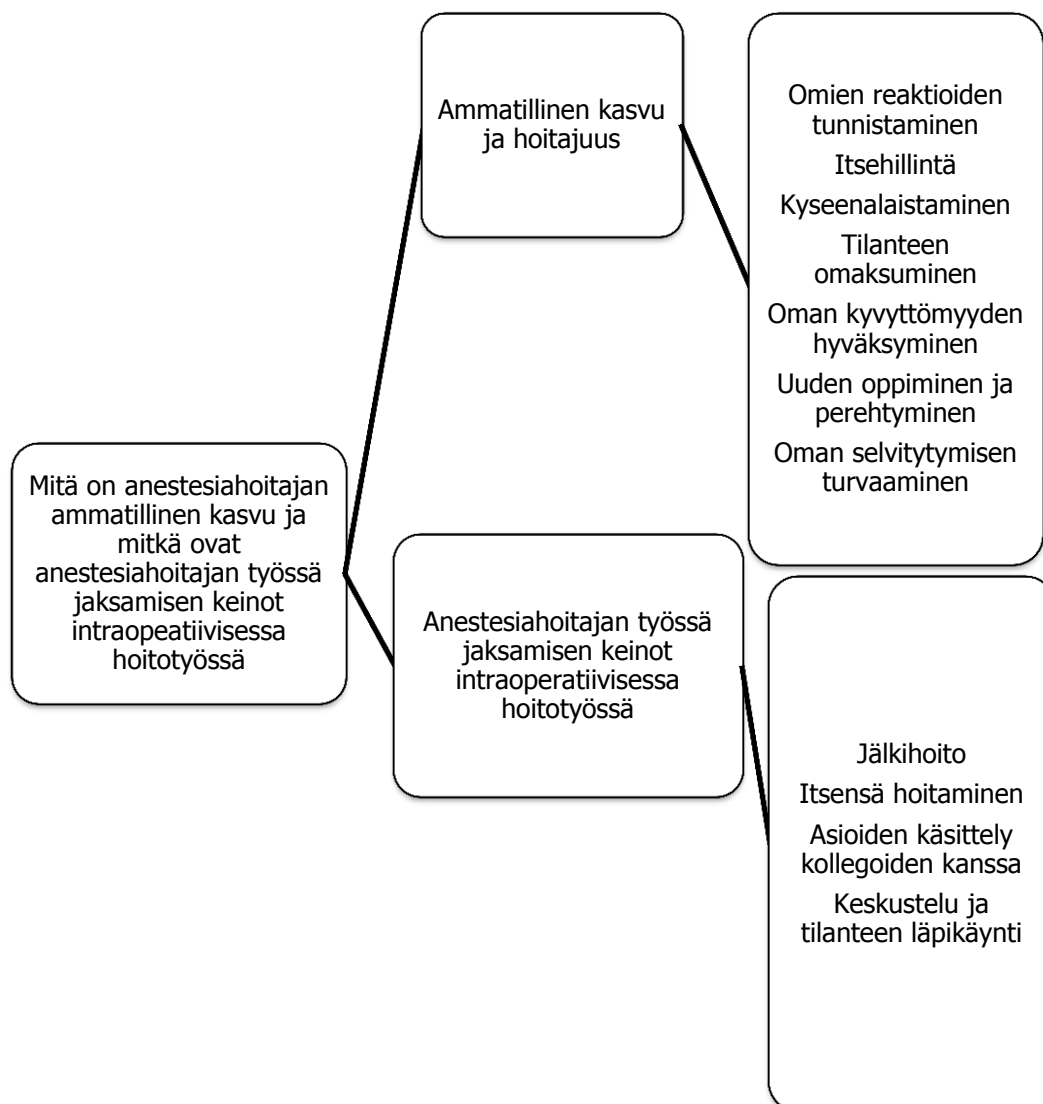 Mitä on anestesiahoitajan
ammatillinen kasvu ja
mitkä ovat
anestesiahoitajan työssä
jaksamisen keinot
intraopeatiivisessa
hoitotyössä
Ammatillinen kasvu
ja hoitajuus
Omien reaktioiden
tunnistaminen
Itsehillintä
Kyseenalaistaminen
Tilanteen
omaksuminen
Oman kyvyttömyyden
hyväksyminen
Uuden oppiminen ja
perehtyminen
Oman selvitytymisen
turvaaminen
Anestesiahoitajan työssä
jaksamisen keinot
intraoperatiivisessa
hoitotyössä
Jälkihoito
Itsensä hoitaminen
Asioiden käsittely
kollegoiden kanssa
Keskustelu ja
tilanteen läpikäynti